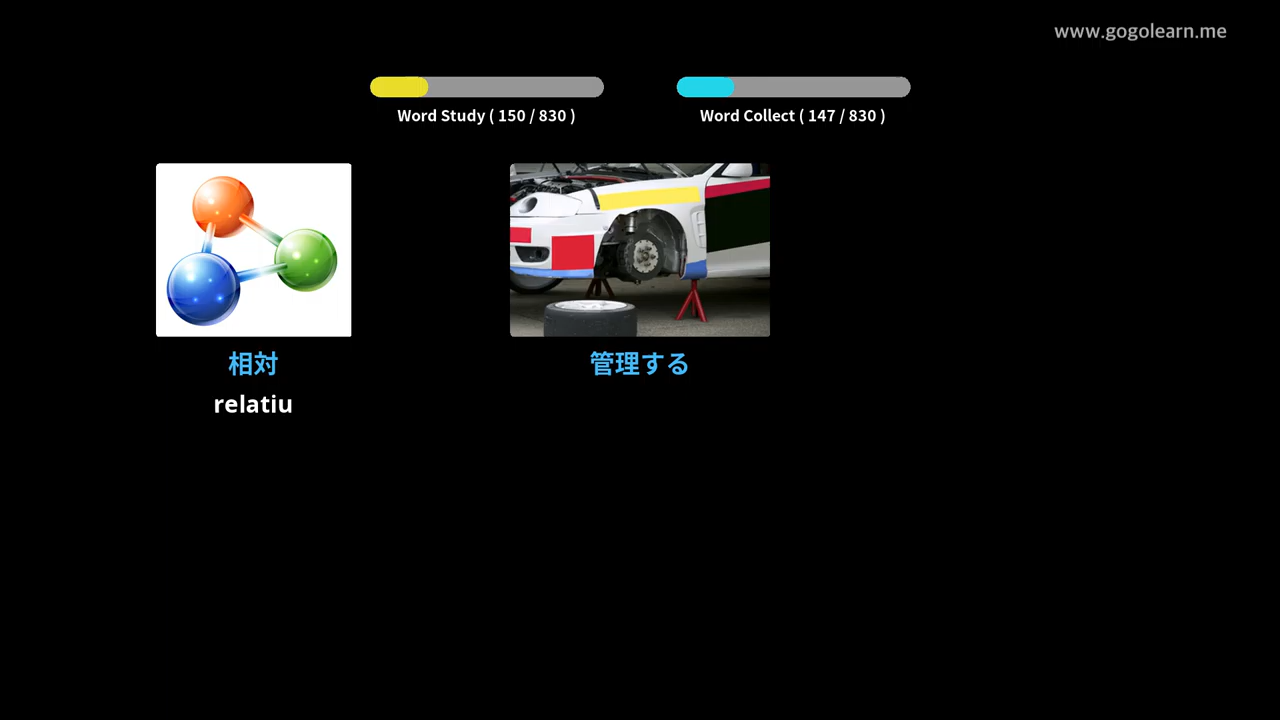 www.gogolearn.me
Word Study ( 150 / 830 )
Word Collect ( 147 / 830 )
相対
relatiu
管理する